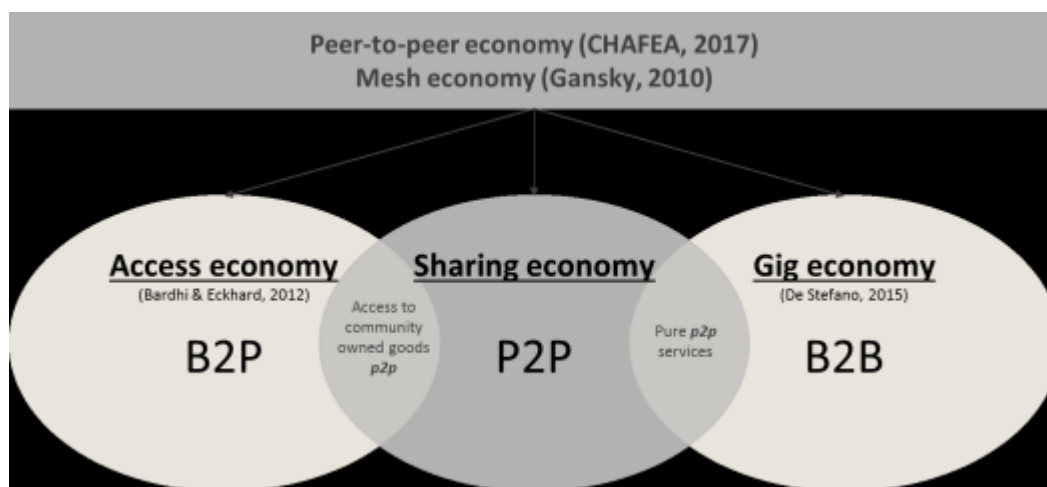 Peer-to-peer economy (CHAFEA, 2017)
Mesh economy (Gansky, 2010)
Access economy
(Bardhi & Eckhard, 2012)
B2P
Access to
community
owned goods
p2p
Sharing economy
P2P
Pure p2p
services
Gig economy
(De Stefano, 2015)
B2B